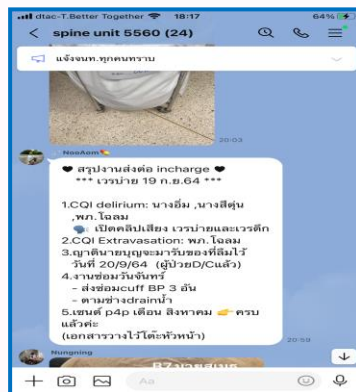 dtac-T.Better Together 18:17 64%
spine unit 5560 (24)
แจ้งจนท.ทุกคนทราบ
20:03
NooAom
🖤 สรุปงานส่งต่อ incharge 🖤
*** เวรบ่าย 19 ก.ย.64 ***
1.CQI delirium: นางอิ่ม ,นางสีตุ่น
,พภ.โฉลม
🗣 เปิดคลิปเสียง เวรบ่ายและเวรดึก
2.CQI Extravasation: พภ. โฉลม
3.ญาตินายบุญจะมารับของที่ลืมไว้
วันที่ 20/9/64 (ผู้ป่วยD/Cแล้ว)
4.งานซ่อมวันจันทร์
- ส่งซ่อมcuff BP 3 อัน
- ตามช่างdrainน้ำ
5.เซนต์ p4p เดือน สิงหาคม 👉 ครบ
แล้วค่ะ
(เอกสารวางไว้โต๊ะหัวหน้า)
20:59
Nungning
Aa